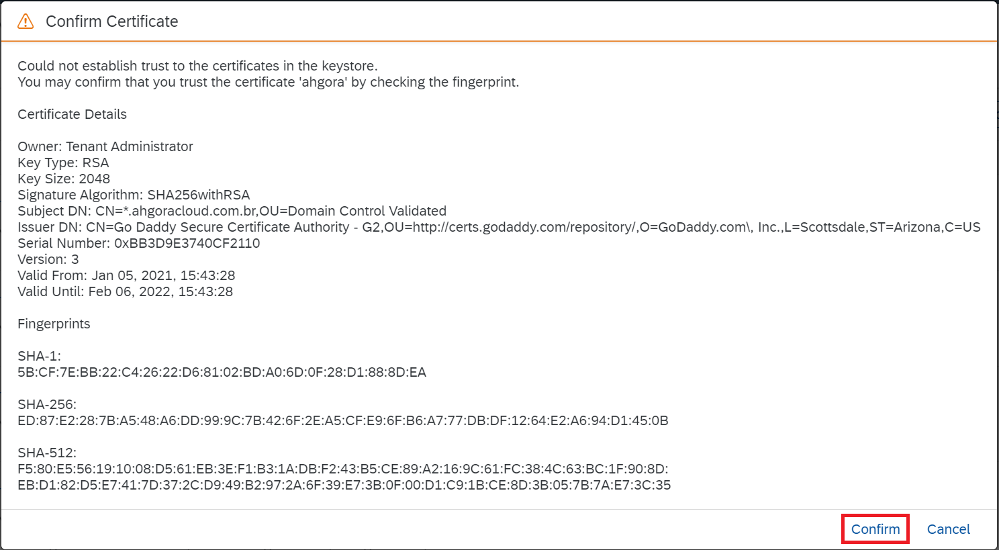 Confirm Certificate
Could not establish trust to the certificates in the keystore.
You may confirm that you trust the certificate 'ahgora' by checking the fingerprint.
Certificate Details
Owner: Tenant Administrator
Key Type: RSA
Key Size: 2048
Signature Algorithm: SHA256withRSA
Subject DN: CN=*.ahgoracloud.com.br,OU=Domain Control Validated
Issuer DN: CN=Go Daddy Secure Certificate Authority - G2,OU=http://certs.godaddy.com/repository/,O=GoDaddy.com\, Inc.,L=Scottsdale,ST=Arizona,C=US
Serial Number: 0xBB3D9E3740CF2110
Version: 3
Valid From: Jan 05, 2021, 15:43:28
Valid Until: Feb 06, 2022, 15:43:28
Fingerprints
SHA-1:
5B:CF:7E:BB:22:C4:26:22:D6:81:02:BD:A0:6D:0F:28:D1:88:8D:EA
SHA-256:
ED:87:E2:28:7B:A5:48:A6:DD:99:9C:7B:42:6F:2E:A5:CF:E9:6F:B6:A7:77:DB:DF:12:64:E2:A6:94:D1:45:0B
SHA-512:
F5:80:E5:56:19:10:08:D5:61:EB:3E:F1:B3:1A:DB:F2:43:B5:CE:89:A2:16:9C:61:FC:38:4C:63:BC:1F:90:8D:
EB:D1:82:D5:E7:41:7D:37:2C:D9:49:B2:97:2A:6F:39:E7:3B:0F:00:D1:C9:1B:CE:8D:3B:05:7B:7A:E7:3C:35
Confirm Cancel